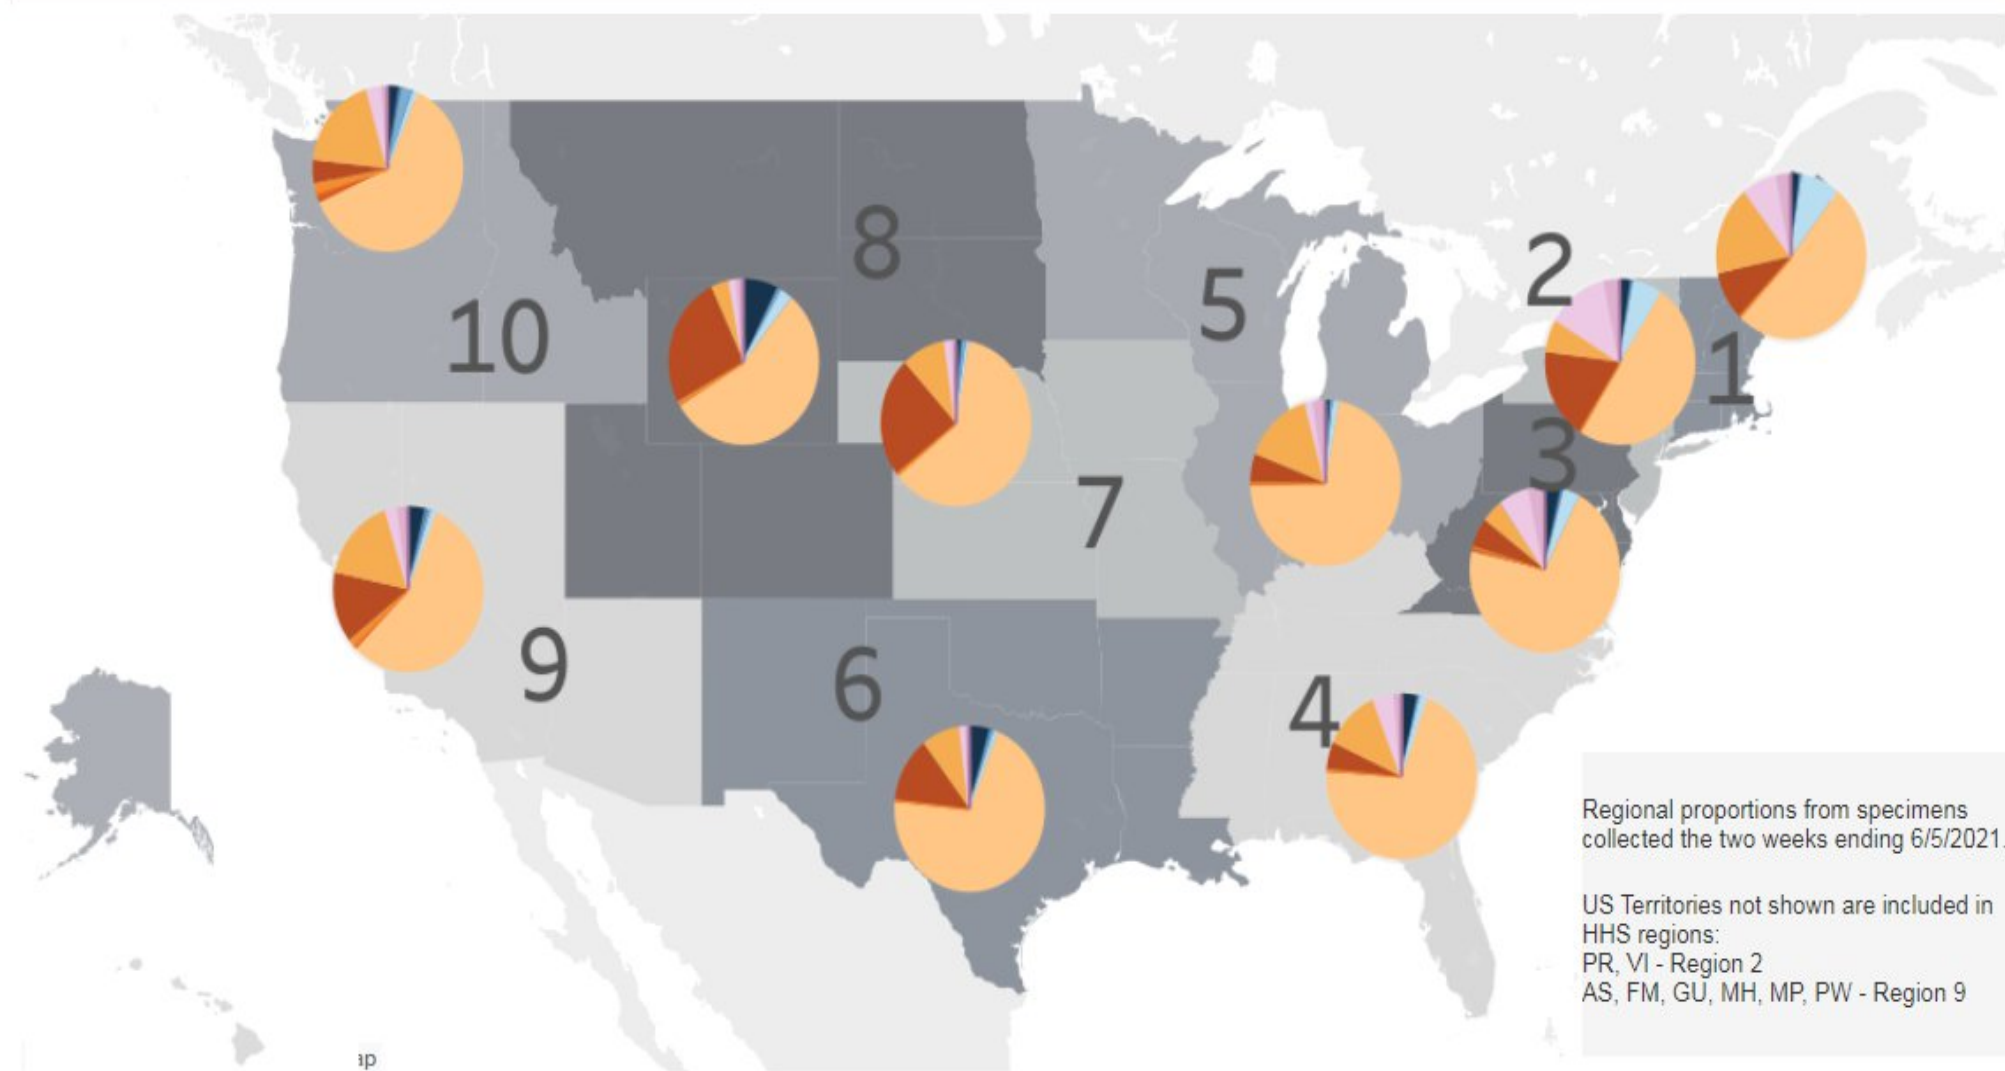 8
2
5
10
1
3
7
9
6
4
Regional proportions from specimens
collected the two weeks ending 6/5/2021.
US Territories not shown are included in
HHS regions:
PR, VI - Region 2
AS, FM, GU, MH, MP, PW - Region 9
ap